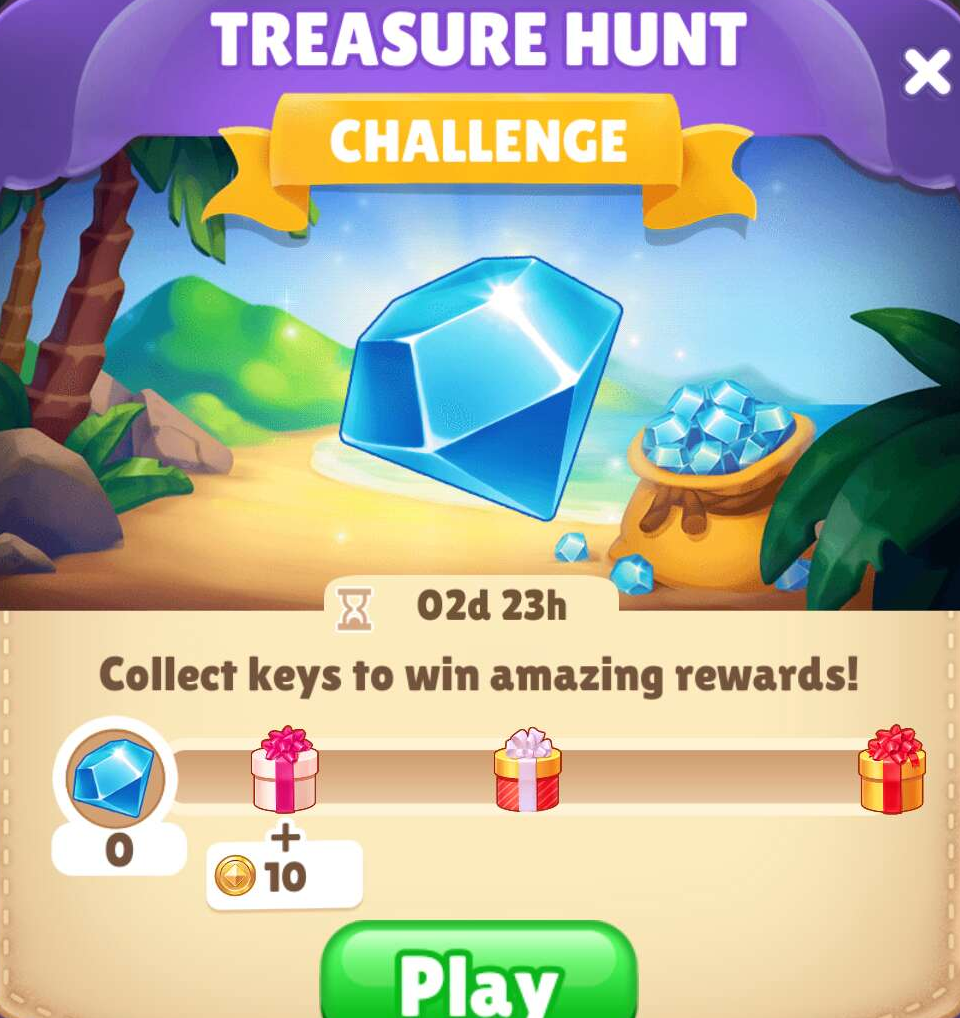 TREASURE HUNT
CHALLENGE
02d 23h
Collect keys to win amazing rewards!
0
+
10
Play